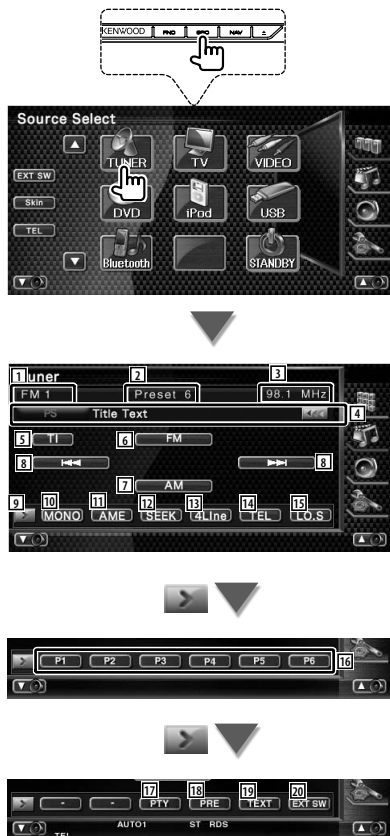 KENWOOD FNC SRC NAV
Source Select
TUNER TV VIDEO
EXT SW
Skin
DVD iPod USB
TEL
Bluetooth STANDBY
1 uner 2 3
FM 1 Preset 6 98.1 MHz
PS Title Text 4
5 TI 6 FM
8 8
7 AM
9 10 11 12 13 14 15
MONO AME SEEK 4Line TEL LO.S
P1 P2 P3 P4 P5 P6 16
17 18 19 20
- - PTY PRE TEXT EXT SW
AUTO1 ST RDS
TEL